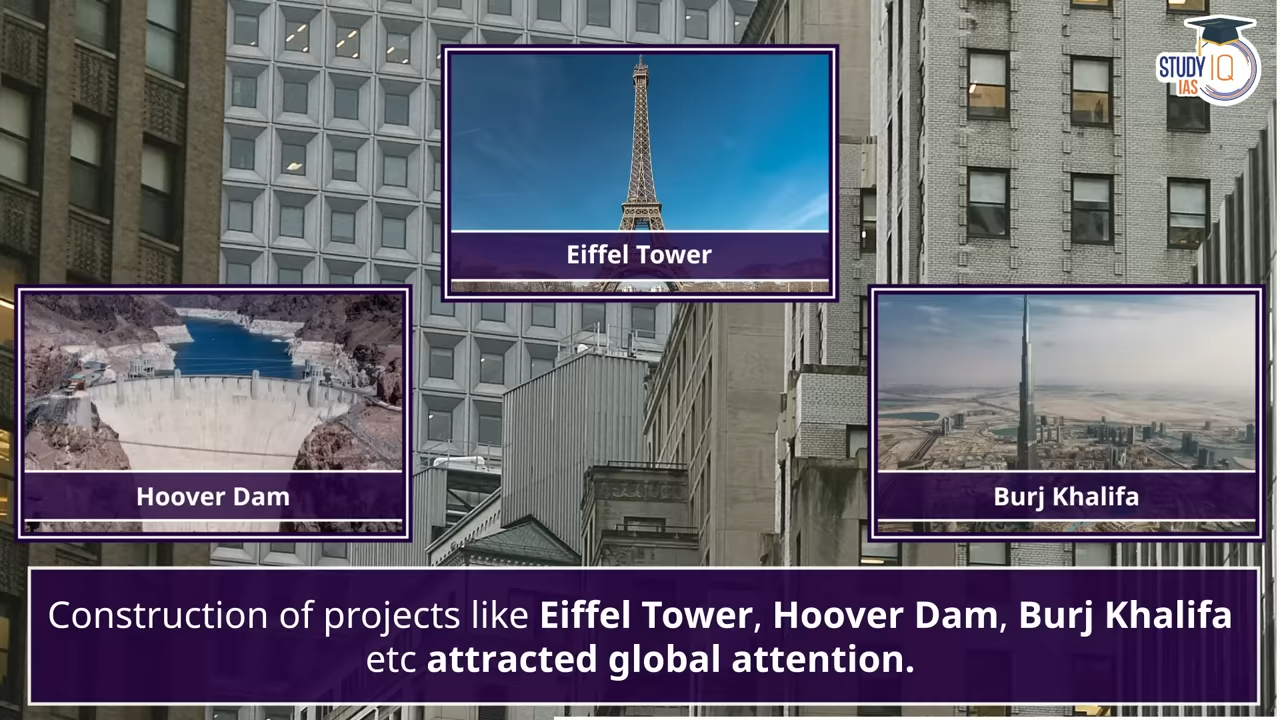 STUDY IQ
IAS
Eiffel Tower
Hoover Dam
Burj Khalifa
Construction of projects like Eiffel Tower, Hoover Dam, Burj Khalifa
etc attracted global attention.